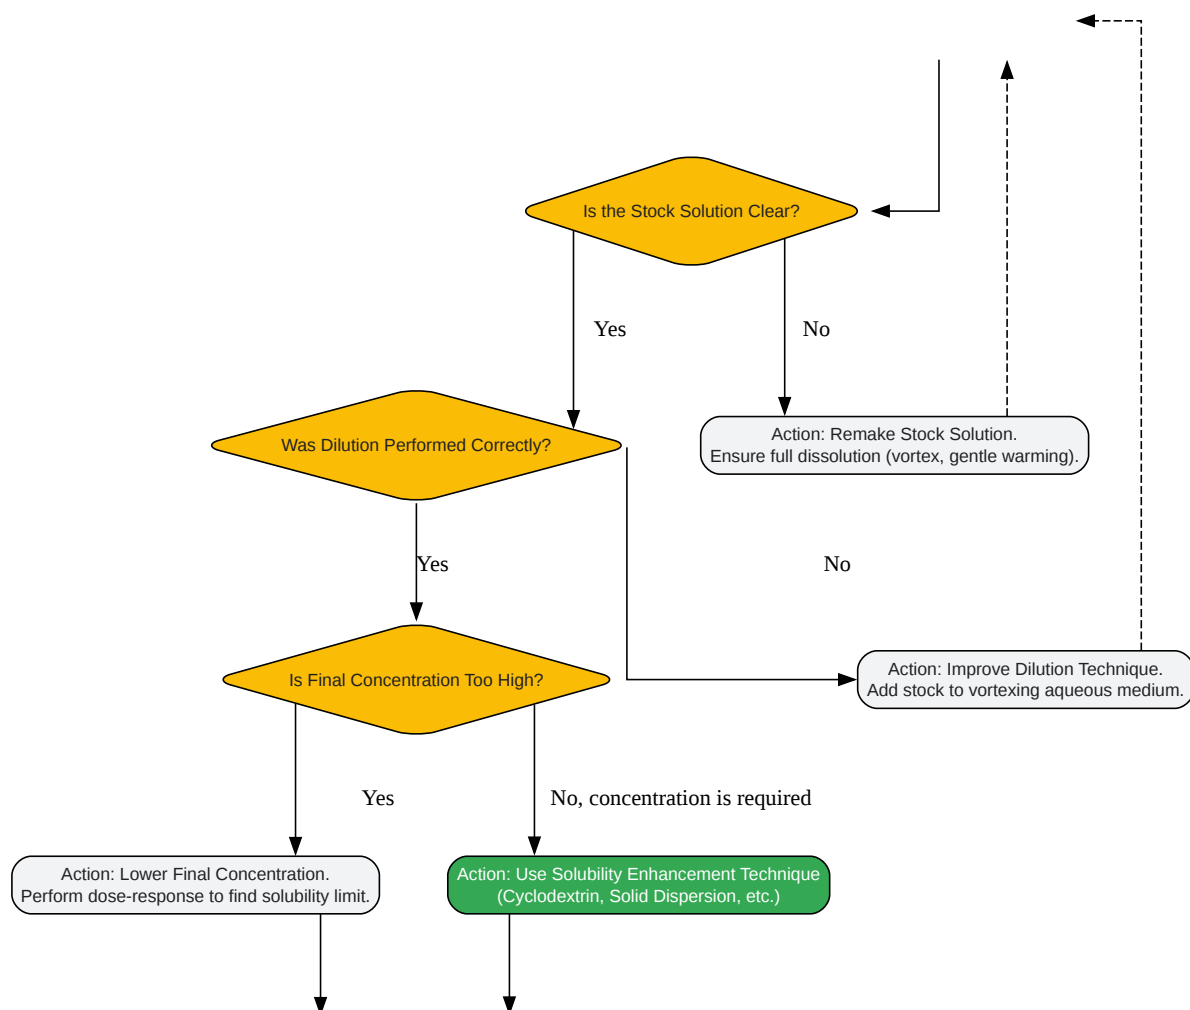 Is the Stock Solution Clear?
Yes
No
Was Dilution Performed Correctly?
Action: Remake Stock Solution.
Ensure full dissolution (vortex, gentle warming).
Yes
No
Is Final Concentration Too High?
Action: Improve Dilution Technique.
Add stock to vortexing aqueous medium.
Yes
No, concentration is required
Action: Lower Final Concentration.
Perform dose-response to find solubility limit.
Action: Use Solubility Enhancement Technique
(Cyclodextrin, Solid Dispersion, etc.)